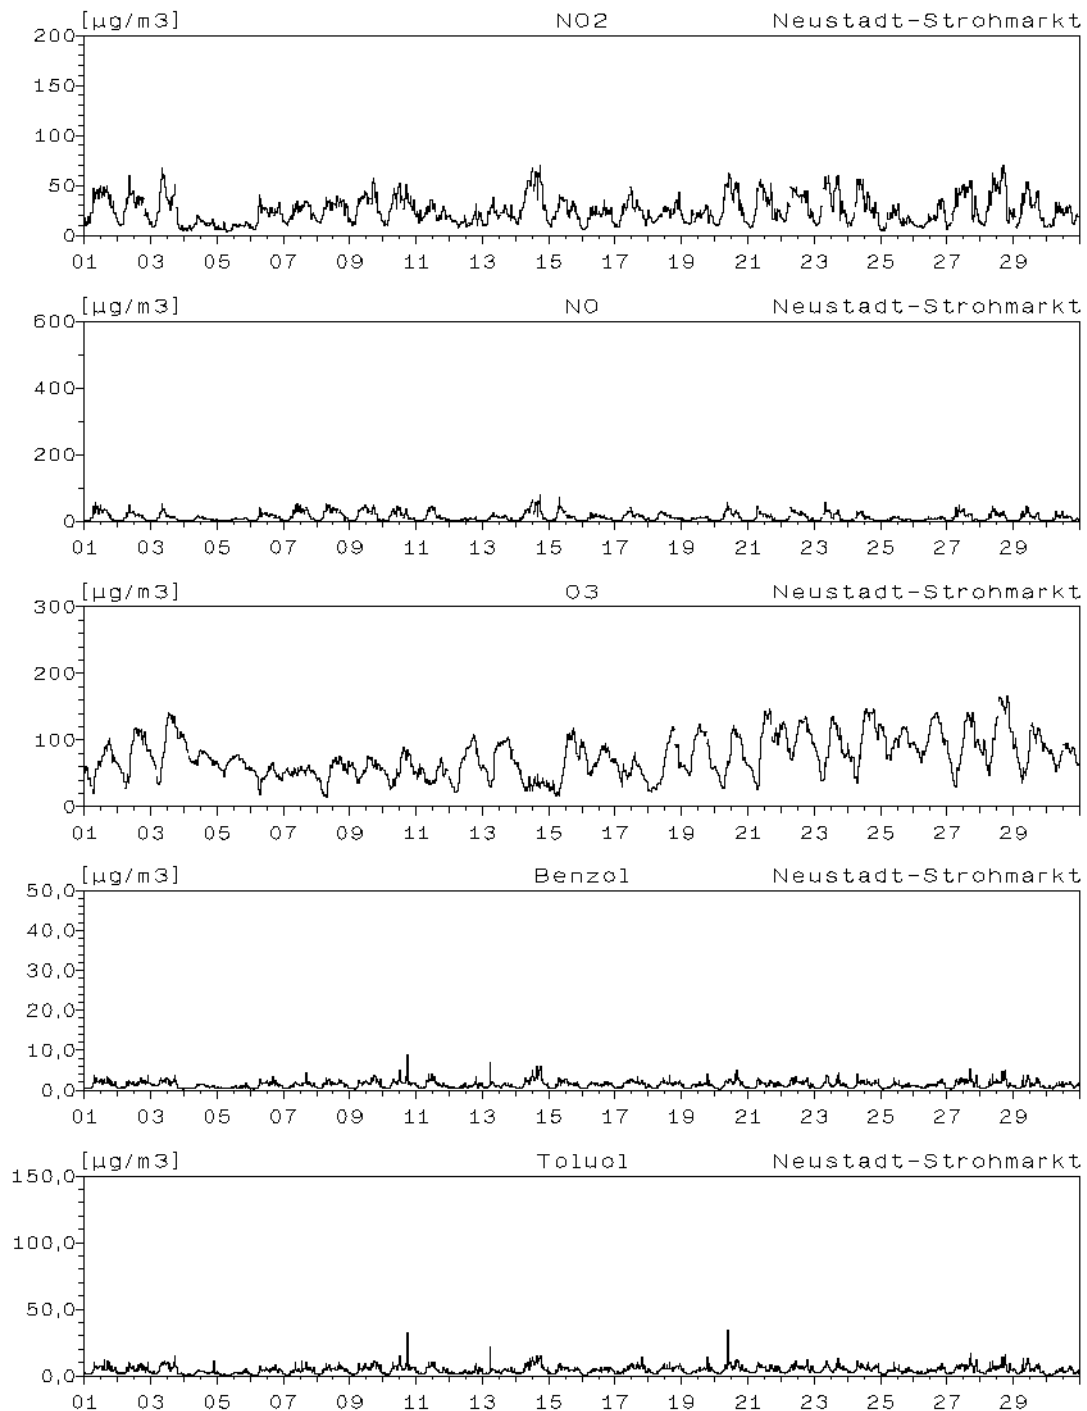 [µg/m3] NO2 Neustadt-Strohmarkt
200
150
100
50
0
01 03 05 07 09 11 13 15 17 19 21 23 25 27 29
[µg/m3] NO Neustadt-Strohmarkt
600
400
200
0
01 03 05 07 09 11 13 15 17 19 21 23 25 27 29
[µg/m3] O3 Neustadt-Strohmarkt
300
200
100
0
01 03 05 07 09 11 13 15 17 19 21 23 25 27 29
[µg/m3] Benzol Neustadt-Strohmarkt
50,0
40,0
30,0
20,0
10,0
0,0
01 03 05 07 09 11 13 15 17 19 21 23 25 27 29
[µg/m3] Toluol Neustadt-Strohmarkt
150,0
100,0
50,0
0,0
01 03 05 07 09 11 13 15 17 19 21 23 25 27 29